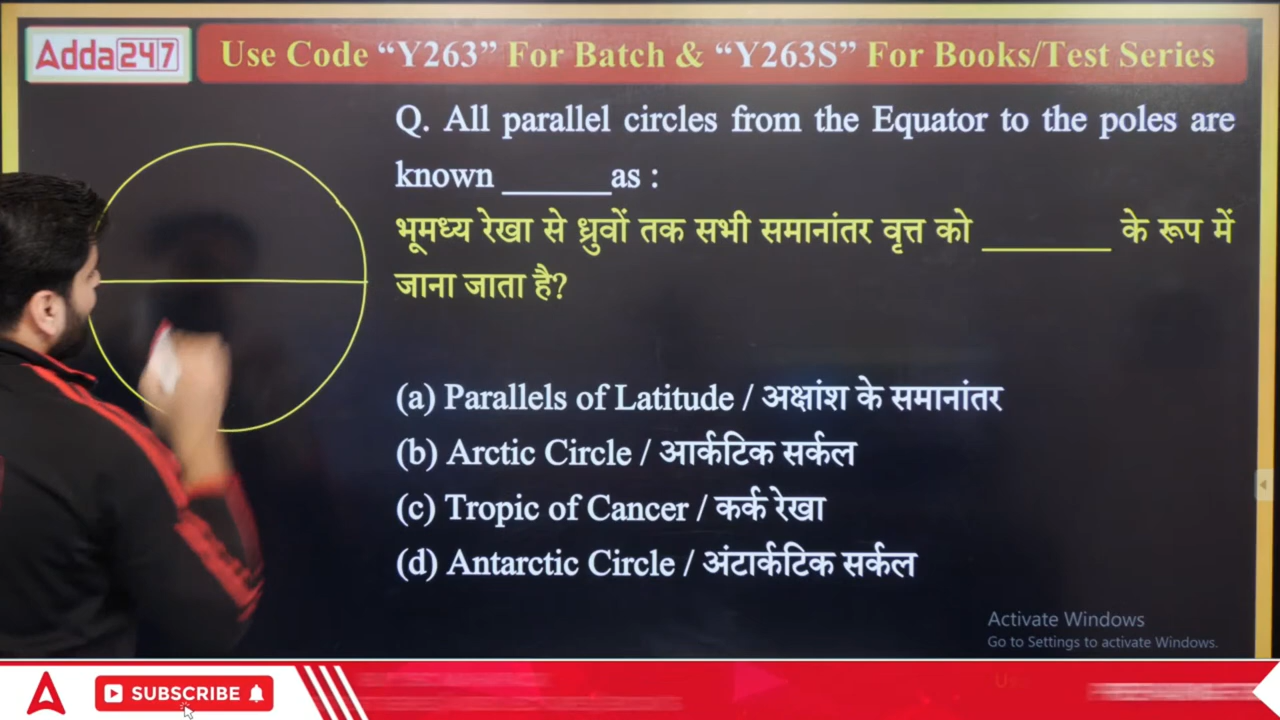 Adda247
Use Code “Y263” For Batch & “Y263S” For Books/Test Series
Q. All parallel circles from the Equator to the poles are
known ______as :
भूमध्य रेखा से ध्रुवों तक सभी समानांतर वृत्त को _______ के रूप में
जाना जाता है?
(a) Parallels of Latitude / अक्षांश के समानांतर
(b) Arctic Circle / आर्कटिक सर्कल
(c) Tropic of Cancer / कर्क रेखा
(d) Antarctic Circle / अंटार्कटिक सर्कल
Activate Windows
Go to Settings to activate Windows.
SUBSCRIBE